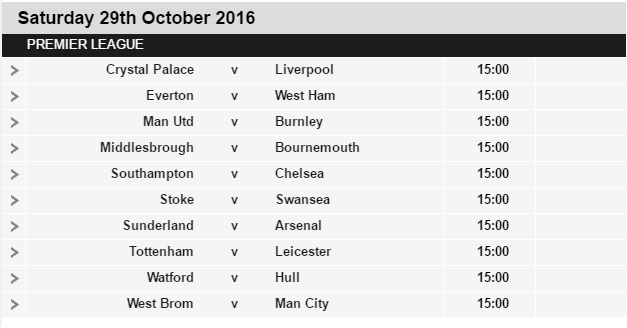 Saturday 29th October 2016
PREMIER LEAGUE
> Crystal Palace v Liverpool 15:00
> Everton v West Ham 15:00
> Man Utd v Burnley 15:00
> Middlesbrough v Bournemouth 15:00
> Southampton v Chelsea 15:00
> Stoke v Swansea 15:00
> Sunderland v Arsenal 15:00
> Tottenham v Leicester 15:00
> Watford v Hull 15:00
> West Brom v Man City 15:00